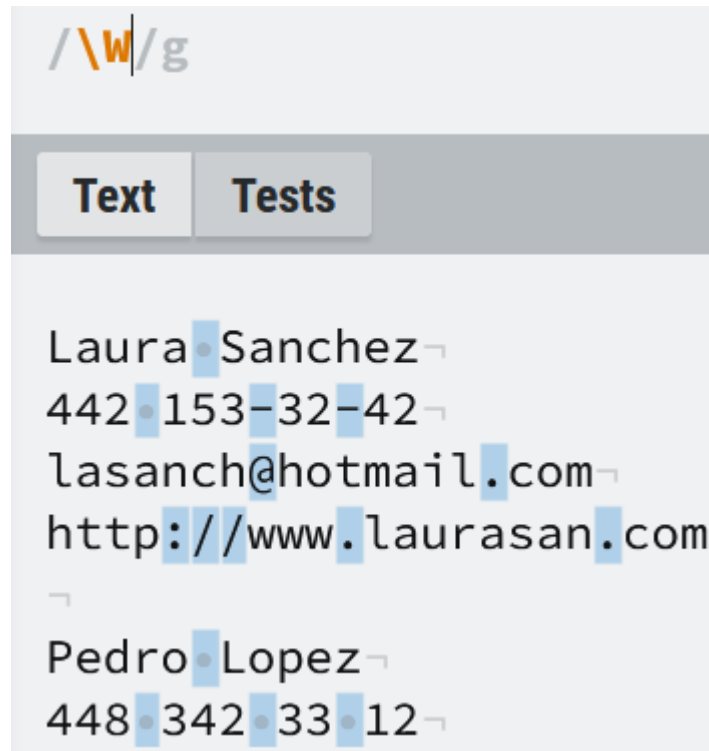 /\W/g
Text Tests
Laura·Sanchez¬
442·153-32-42¬
lasanch@hotmail.com¬
http://www.laurasan.com
¬
Pedro·Lopez¬
448·342·33·12¬